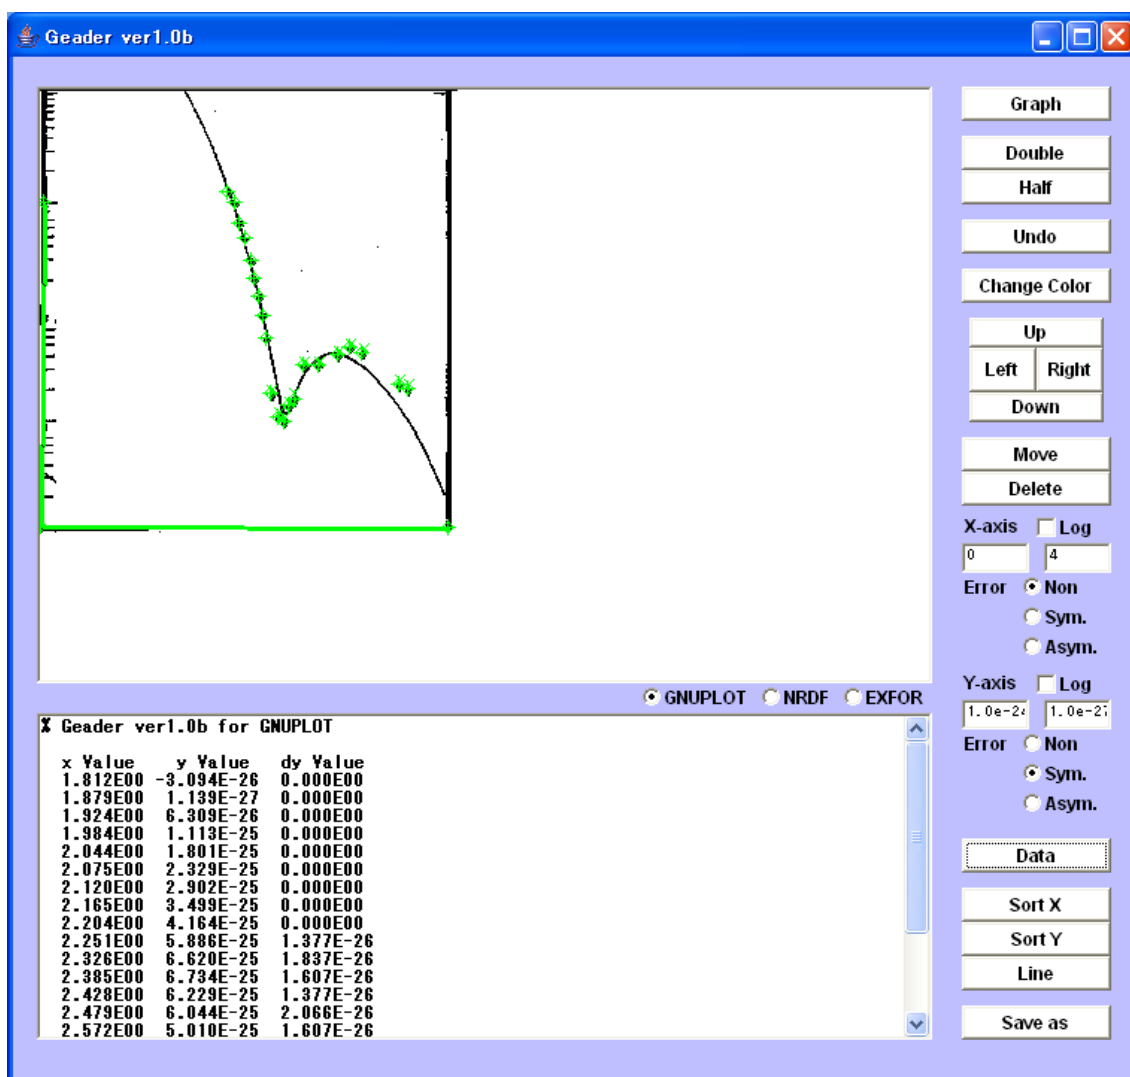 Geader ver1.0b
Graph
Double
Half
Undo
Change Color
Up
Left Right
Down
Move
Delete
X-axis Log
0 4
Error Non
Sym.
Asym.
Y-axis Log
1.0e-24 1.0e-27
Error Non
Sym.
Asym.
GNUPLOT NRDF EXFOR
% Geader ver1.0b for GNUPLOT
x Value y Value dy Value
1.812E00 -3.094E-26 0.000E00
1.879E00 1.139E-27 0.000E00
1.924E00 6.309E-26 0.000E00
1.984E00 1.113E-25 0.000E00
2.044E00 1.801E-25 0.000E00
2.075E00 2.329E-25 0.000E00
2.120E00 2.902E-25 0.000E00
2.165E00 3.499E-25 0.000E00
2.204E00 4.164E-25 0.000E00
2.251E00 5.886E-25 1.377E-26
2.326E00 6.620E-25 1.837E-26
2.385E00 6.734E-25 1.607E-26
2.428E00 6.229E-25 1.377E-26
2.479E00 6.044E-25 2.066E-26
2.572E00 5.010E-25 1.607E-26
Data
Sort X
Sort Y
Line
Save as